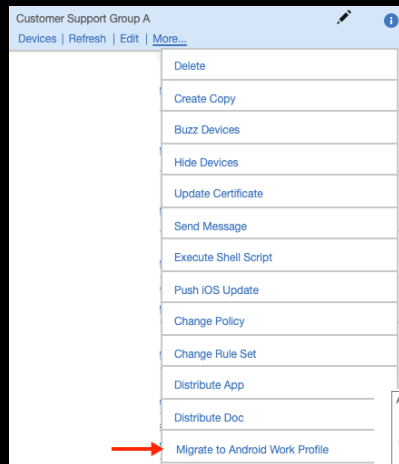 Customer Support Group A
Devices | Refresh | Edit | More...
Delete
Create Copy
Buzz Devices
Hide Devices
Update Certificate
Send Message
Execute Shell Script
Push iOS Update
Change Policy
Change Rule Set
Distribute App
Distribute Doc
Migrate to Android Work Profile